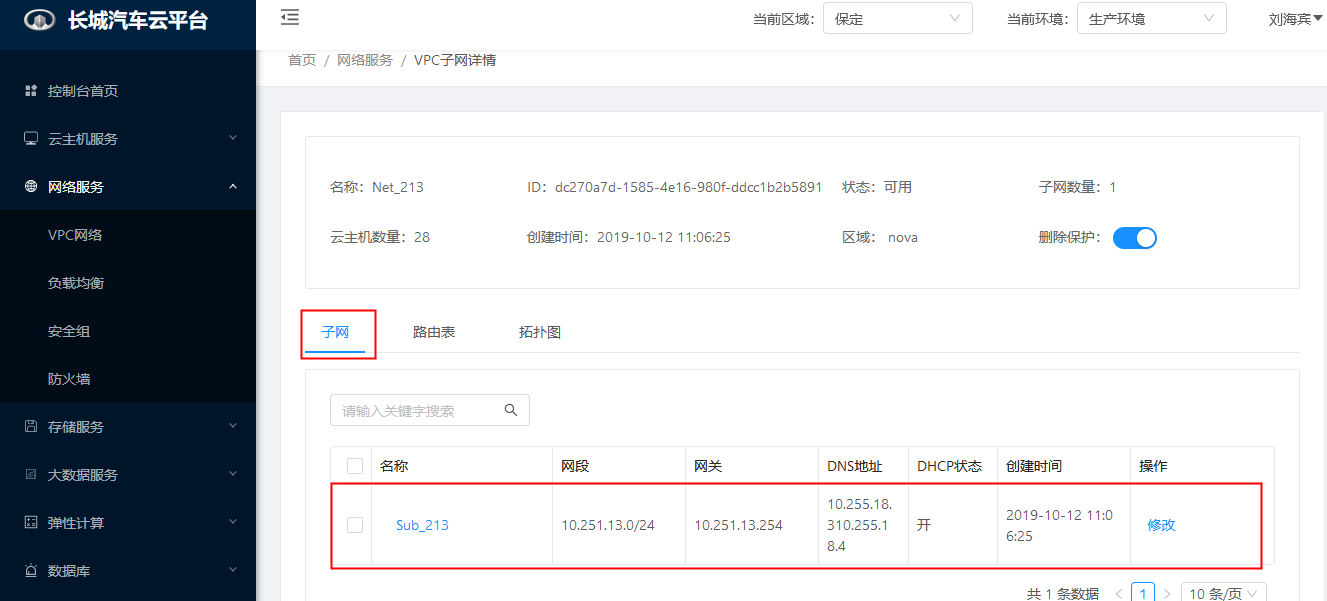 长城汽车云平台
当前区域： 保定 当前环境： 生产环境 刘海宾
首页 / 网络服务 / VPC子网详情
控制台首页
云主机服务
网络服务
VPC网络
负载均衡
安全组
防火墙
存储服务
大数据服务
弹性计算
数据库
名称： Net_213 ID： dc270a7d-1585-4e16-980f-ddcc1b2b5891 状态： 可用 子网数量： 1
云主机数量： 28 创建时间： 2019-10-12 11:06:25 区域： nova 删除保护：
子网 路由表 拓扑图
请输入关键字搜索
名称 网段 网关 DNS地址 DHCP状态 创建时间 操作
Sub_213 10.251.13.0/24 10.251.13.254 10.255.18.310.255.18.4 开 2019-10-12 11:06:25 修改
共 1 条数据 < 1 > 10 条/页